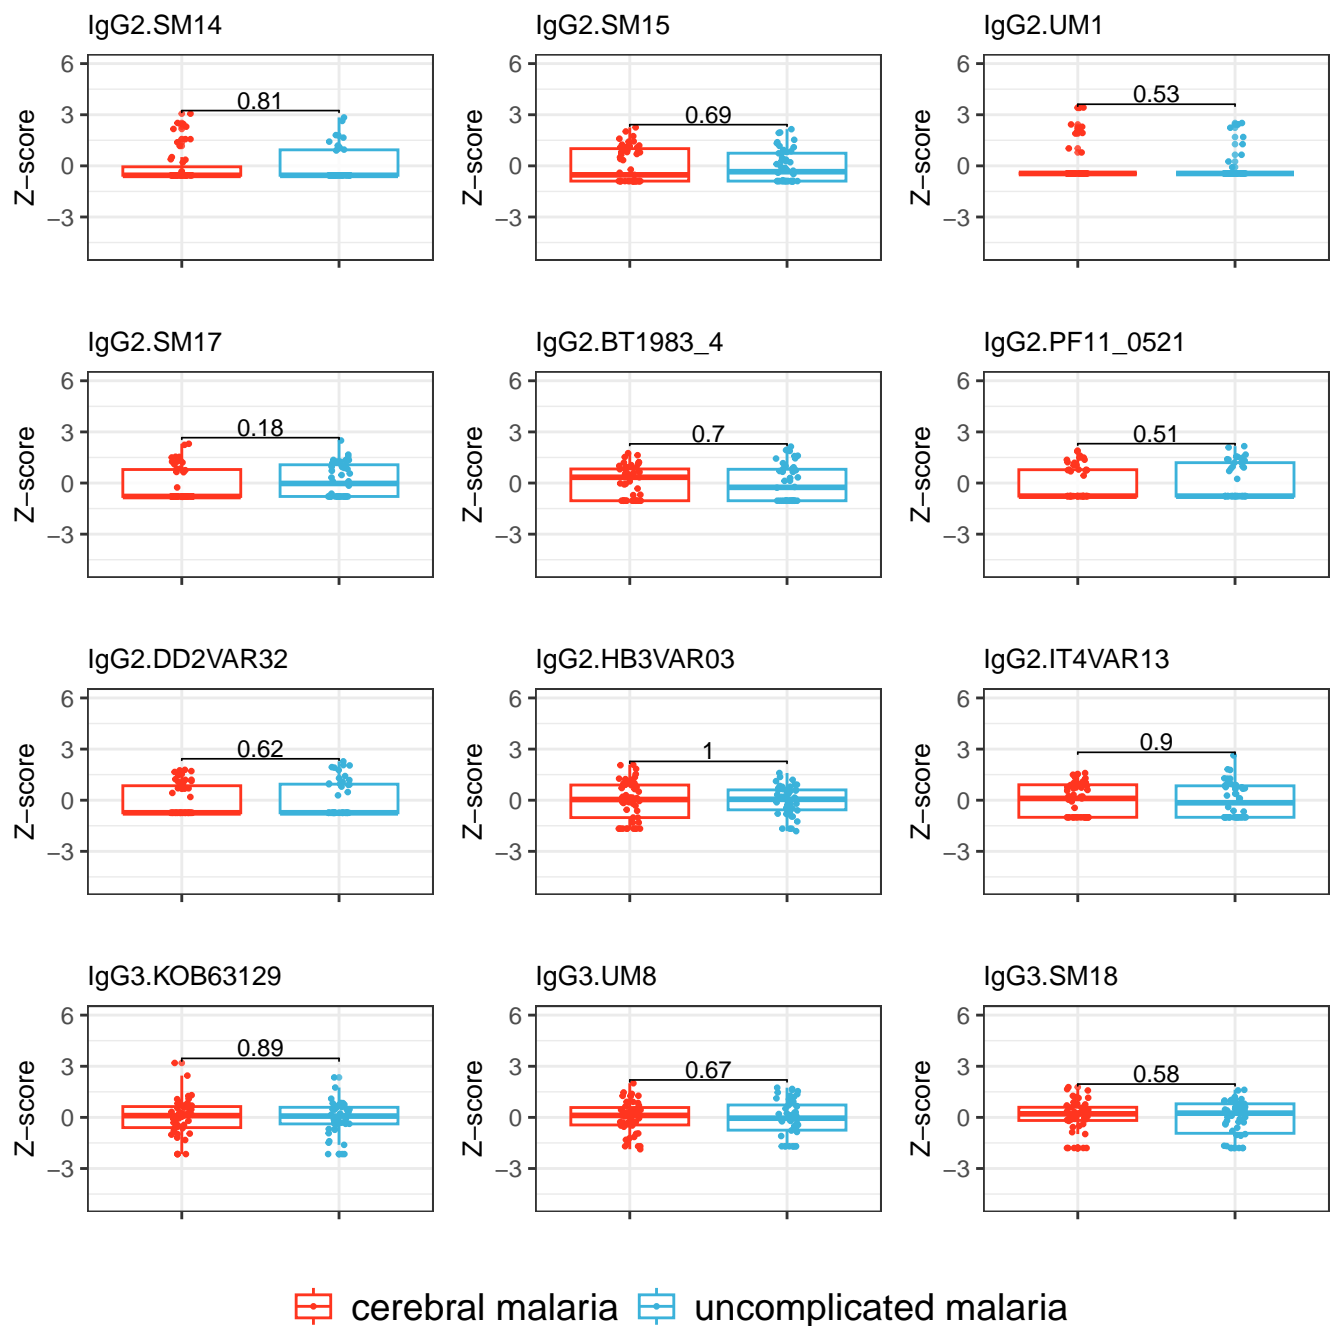 IgG2.SM14 IgG2.SM15 IgG2.UM1
6 6 6
0.81 0.69 0.53
3 3 3
Z−score Z−score Z−score
0 0 0
−3 −3 −3
IgG2.SM17 IgG2.BT1983_4 IgG2.PF11_0521
6 6 6
0.18 0.7 0.51
3 3 3
Z−score Z−score Z−score
0 0 0
−3 −3 −3
IgG2.DD2VAR32 IgG2.HB3VAR03 IgG2.IT4VAR13
6 6 6
0.62 1 0.9
3 3 3
Z−score Z−score Z−score
0 0 0
−3 −3 −3
IgG3.KOB63129 IgG3.UM8 IgG3.SM18
6 6 6
0.89 0.67 0.58
3 3 3
Z−score Z−score Z−score
0 0 0
−3 −3 −3
cerebral malaria uncomplicated malaria